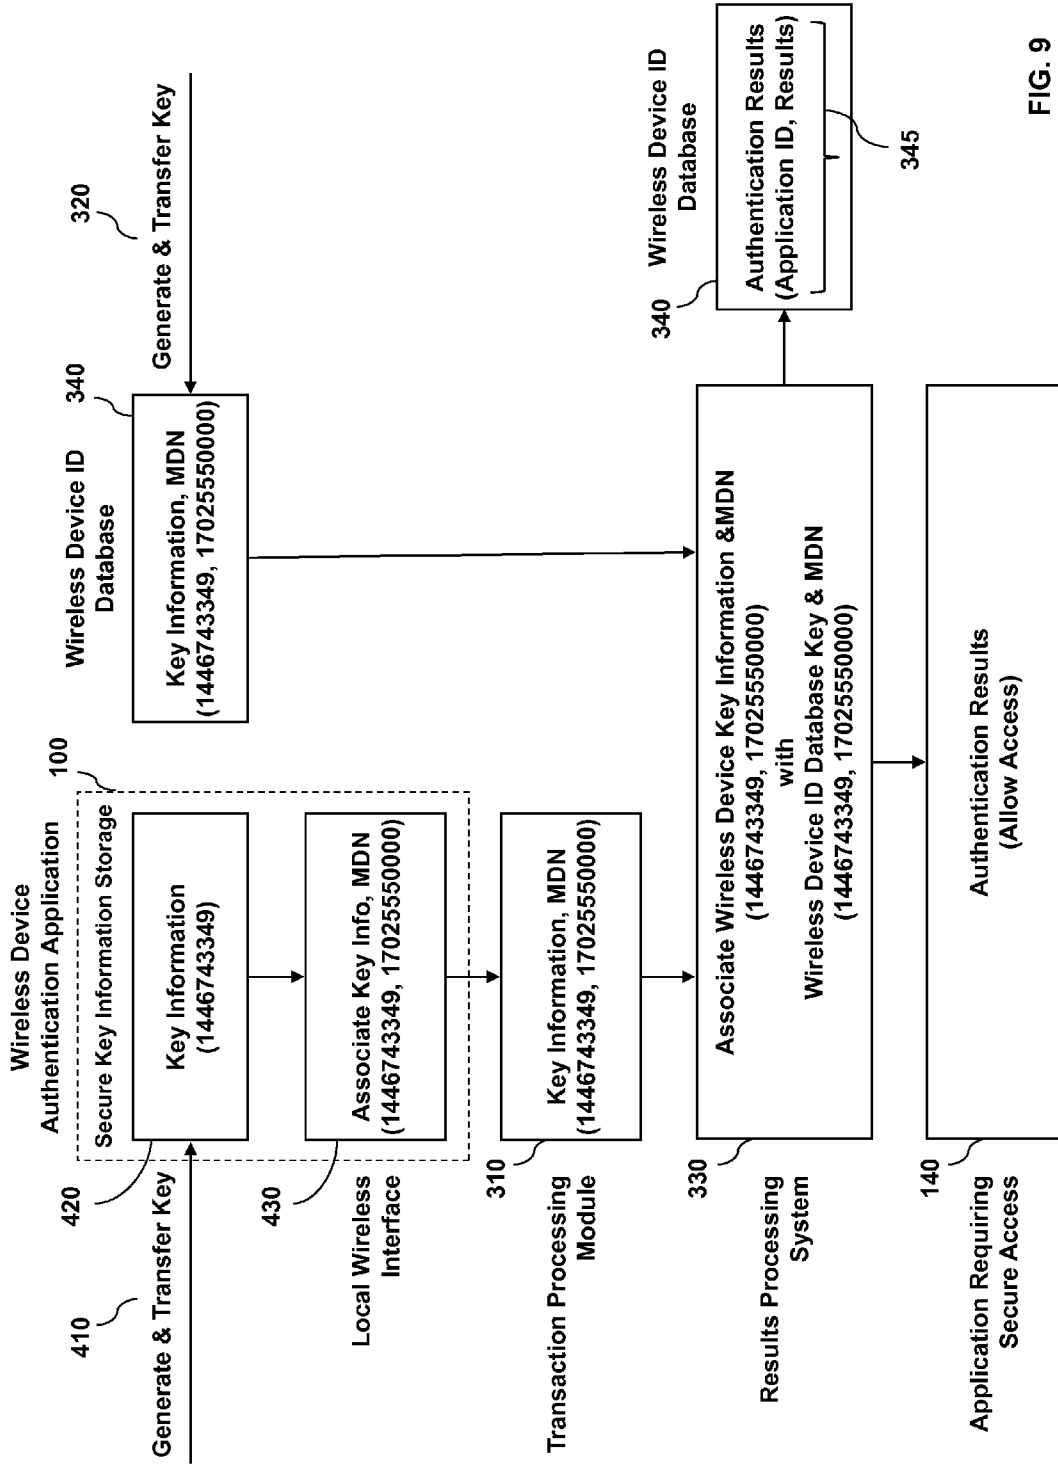 Wireless Device
Authentication Application
100
Secure Key Information Storage
410
Generate & Transfer Key
420
Key Information
(1446743349)
Wireless Device ID
Database
340
Key Information, MDN
(1446743349, 17025550000)
320
Generate & Transfer Key
Local Wireless
Interface
430
Associate Key Info, MDN
(1446743349, 17025550000)
Transaction Processing
Module
310
Key Information, MDN
(1446743349, 17025550000)
Results Processing
System
330
Associate Wireless Device Key Information &MDN
(1446743349, 17025550000)
with
Wireless Device ID Database Key & MDN
(1446743349, 17025550000)
Wireless Device ID
Database
340
Authentication Results
(Application ID, Results)
345
Application Requiring
Secure Access
140
Authentication Results
(Allow Access)
FIG. 9